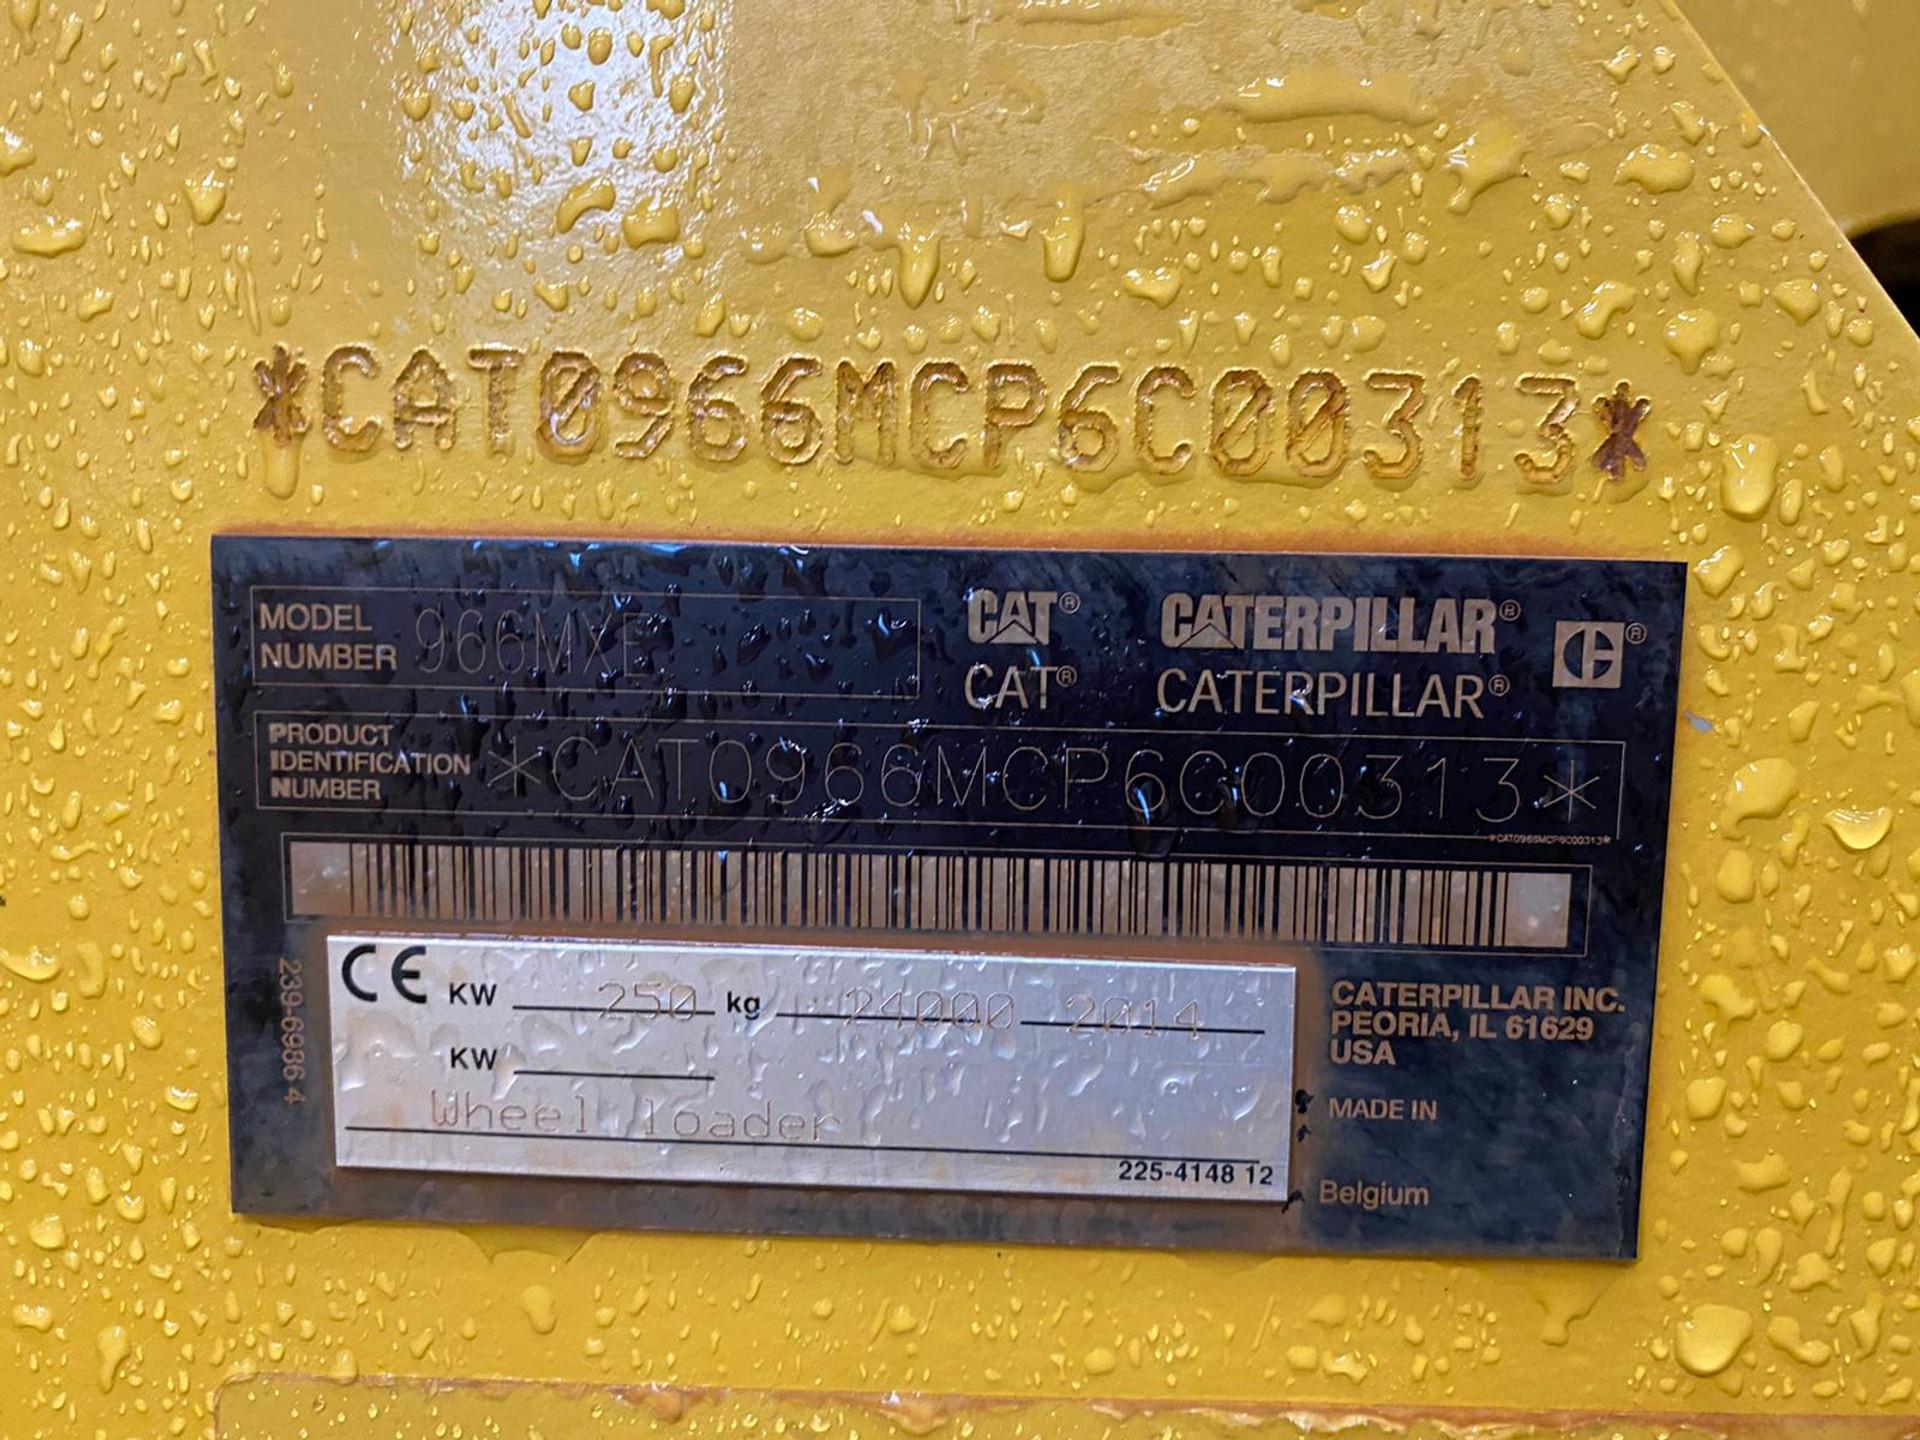 *CAT0966MCP6C00313*
MODEL NUMBER 966MXE
CAT® CATERPILLAR®
CAT® CATERPILLAR®
PRODUCT IDENTIFICATION NUMBER *CAT0966MCP6C00313*
*CAT0966MCP6C00313*
CE KW 250 kg 24000 2014
KW
Wheel loader
225-4148 12
239-6986 4
CATERPILLAR INC.
PEORIA, IL 61629
USA
MADE IN
Belgium